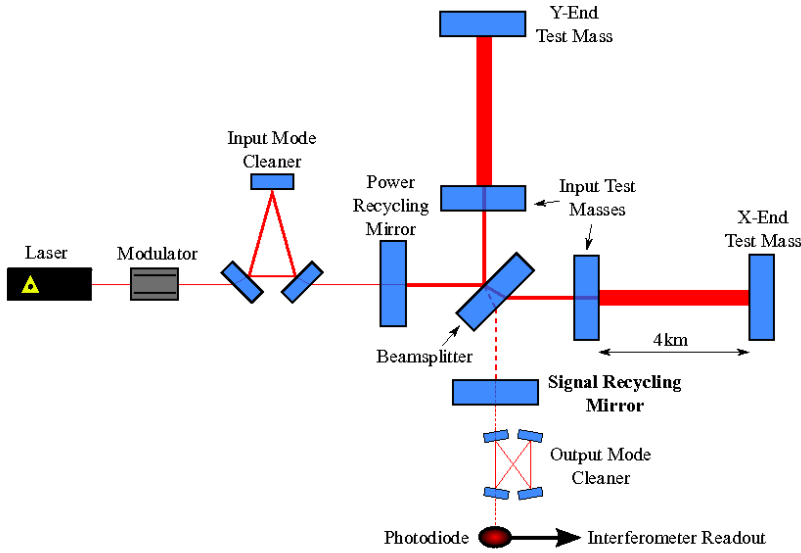 Y-End
Test Mass
Input Mode
Cleaner
Power
Recycling
Mirror
Input Test
Masses
X-End
Test Mass
Laser
Modulator
Beamsplitter
4km
Signal Recycling
Mirror
Output Mode
Cleaner
Photodiode
Interferometer Readout